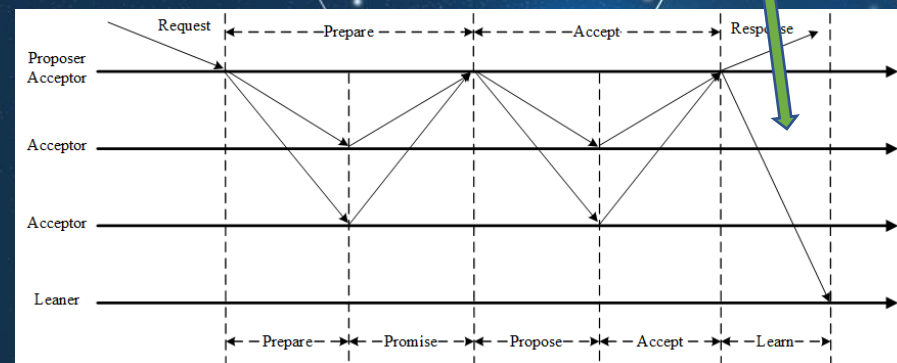 Request
Prepare
Accept
Response
Proposer
Acceptor
Acceptor
Acceptor
Leaner
Prepare
Promise
Propose
Accept
Learn